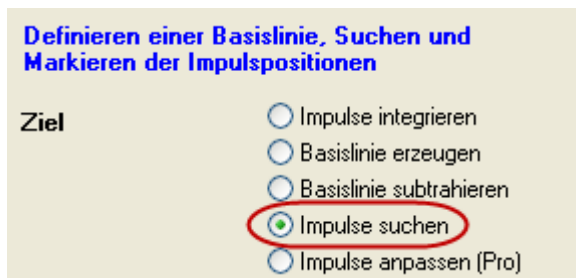 Definieren einer Basislinie, Suchen und
Markieren der Impulspositionen
Ziel
Impulse integrieren
Basislinie erzeugen
Basislinie subtrahieren
Impulse suchen
Impulse anpassen (Pro)